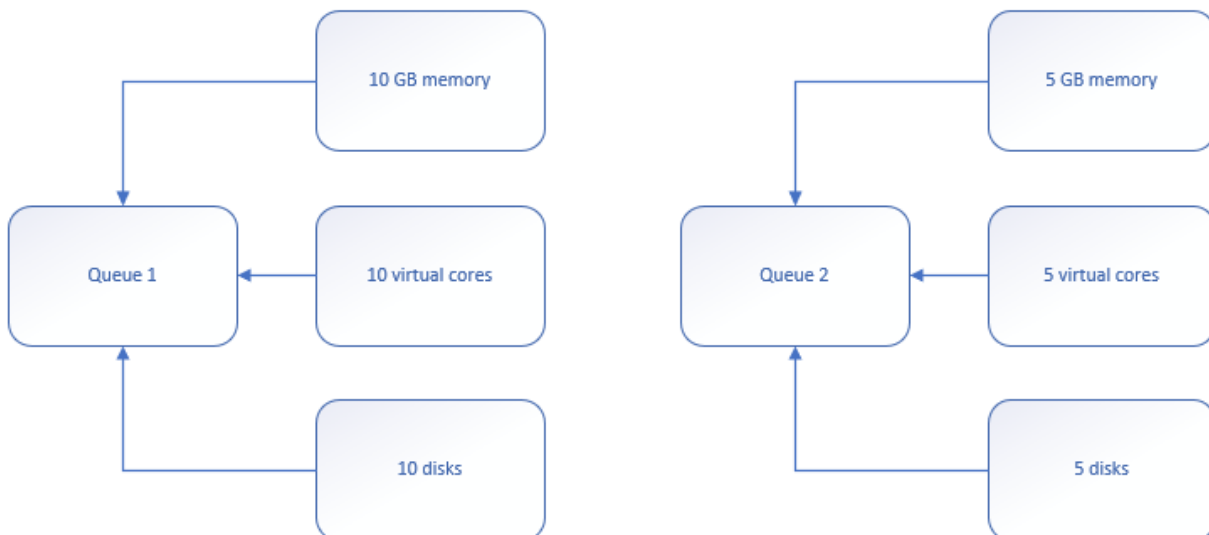 10 GB memory
5 GB memory
Queue 1
10 virtual cores
Queue 2
5 virtual cores
10 disks
5 disks